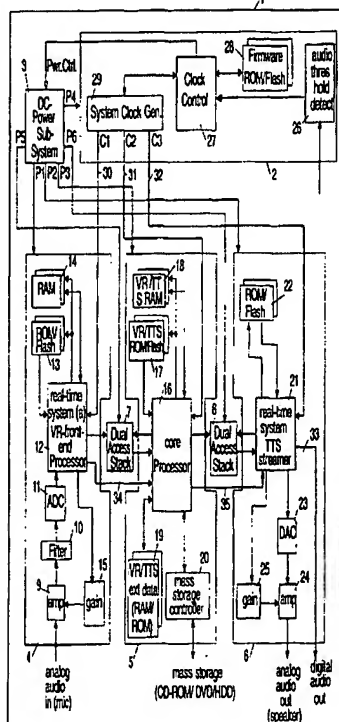 1
3
DC-
Power Sub-
System
Pwr.Ctrl.
P4
P5
P6
P1
P2
P3
29
System Clock Gen.
C1
C2
C3
30
31
32
Clock
Control
27
28
Firmware
ROM/Flash
audio
thres
hold
detect
26
2
14
RAM
ROM/
Flash
13
real-time
system (a)
VR-front-
end
Processor
12
11
ADC
Filter
10
9
amp
gain
15
4
analog
audio
in (mic)
7
Dual
Access
Stack
34
18
VR/TT
S RAM
VR/TTS
ROM/Flash
17
16
core
Processor
19
VR/TTS
ext data
(RAM/
ROM)
20
mass
storage
controller
5
mass storage
(CD-ROM/ DVD/HDD)
8
Dual
Access
Stack
35
22
ROM/
Flash
21
real-time
system
TTS
streamer
33
DAC
23
25
gain
24
amp
6
analog
audio
out
(speaker)
digital audio
out